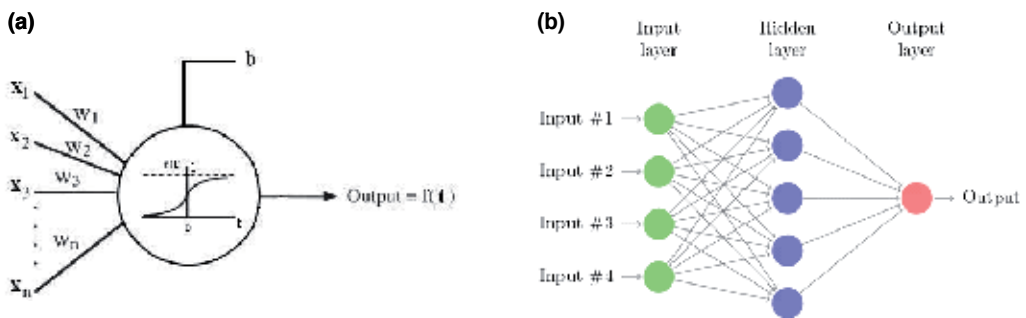 (a)
b
x1
w1
x2
w2
x3
w3
wn
xn
t
Output = f(t)
(b)
Input layer
Hidden layer
Output layer
Input #1
Input #2
Input #3
Input #4
Output